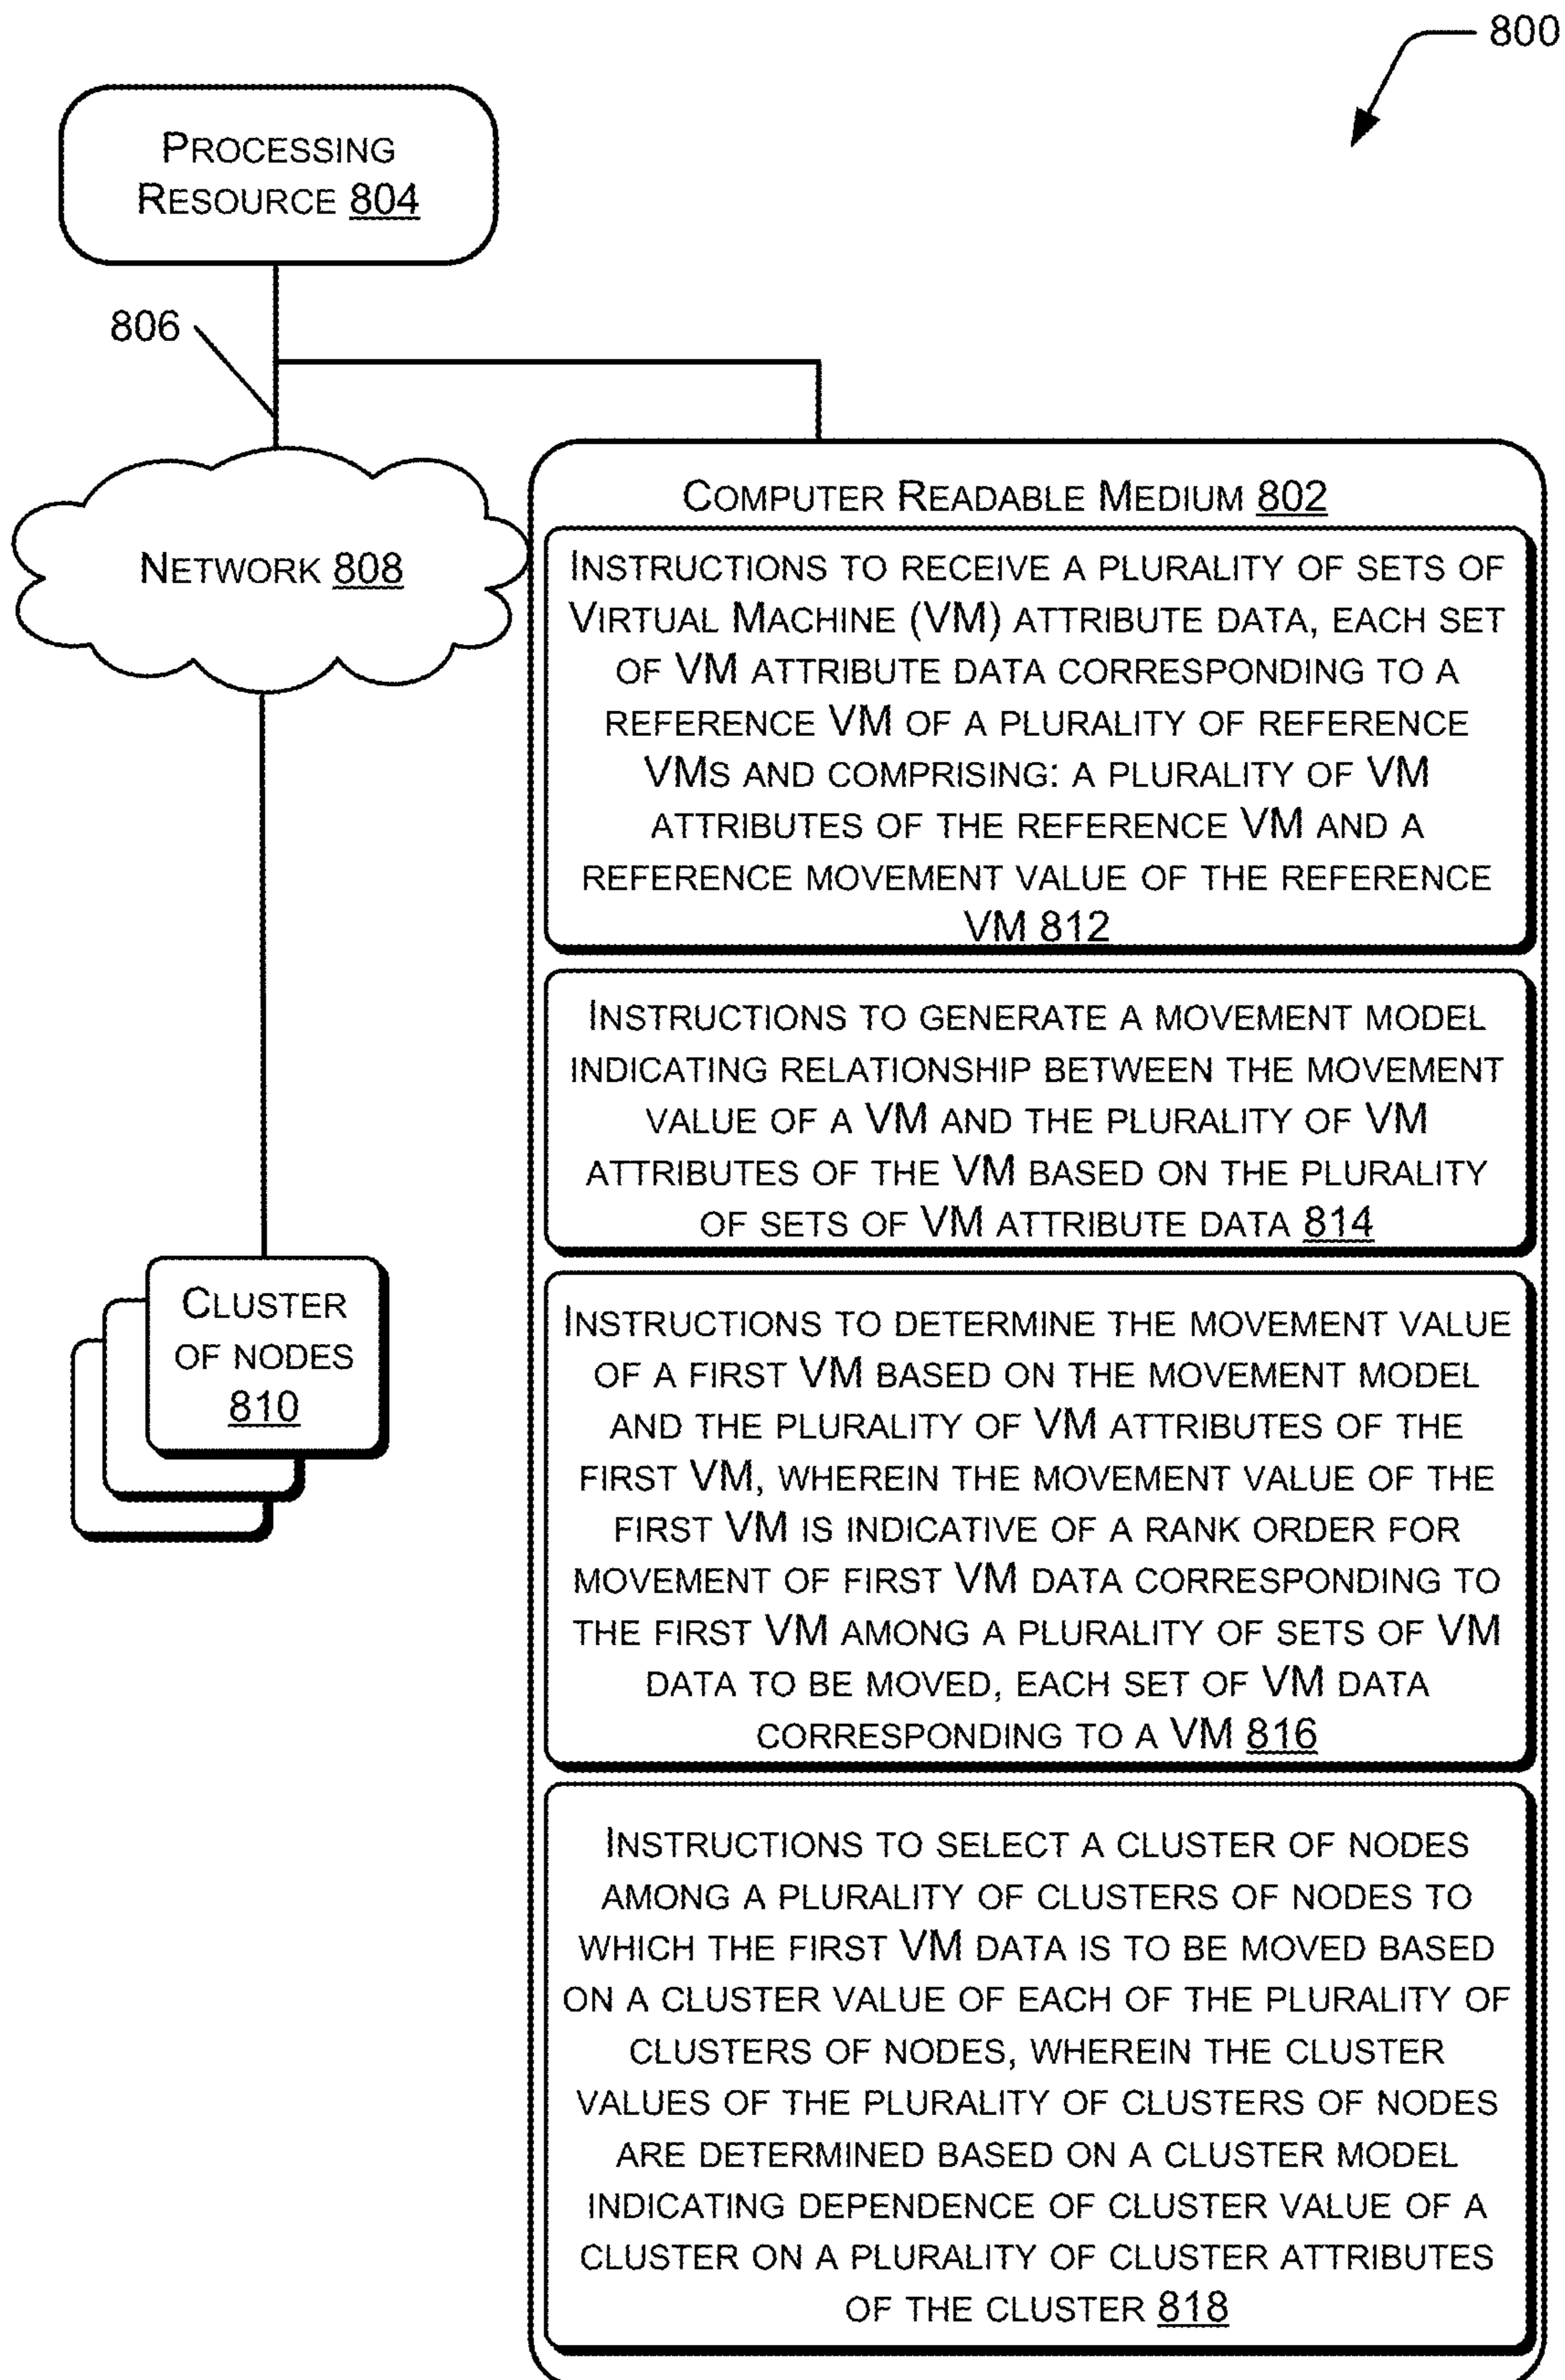 800
PROCESSING
RESOURCE 804
806
NETWORK 808
COMPUTER READABLE MEDIUM 802
INSTRUCTIONS TO RECEIVE A PLURALITY OF SETS OF
VIRTUAL MACHINE (VM) ATTRIBUTE DATA, EACH SET
OF VM ATTRIBUTE DATA CORRESPONDING TO A
REFERENCE VM OF A PLURALITY OF REFERENCE
VMS AND COMPRISING: A PLURALITY OF VM
ATTRIBUTES OF THE REFERENCE VM AND A
REFERENCE MOVEMENT VALUE OF THE REFERENCE
VM 812
INSTRUCTIONS TO GENERATE A MOVEMENT MODEL
INDICATING RELATIONSHIP BETWEEN THE MOVEMENT
VALUE OF A VM AND THE PLURALITY OF VM
ATTRIBUTES OF THE VM BASED ON THE PLURALITY
OF SETS OF VM ATTRIBUTE DATA 814
CLUSTER
OF NODES
810
INSTRUCTIONS TO DETERMINE THE MOVEMENT VALUE
OF A FIRST VM BASED ON THE MOVEMENT MODEL
AND THE PLURALITY OF VM ATTRIBUTES OF THE
FIRST VM, WHEREIN THE MOVEMENT VALUE OF THE
FIRST VM IS INDICATIVE OF A RANK ORDER FOR
MOVEMENT OF FIRST VM DATA CORRESPONDING TO
THE FIRST VM AMONG A PLURALITY OF SETS OF VM
DATA TO BE MOVED, EACH SET OF VM DATA
CORRESPONDING TO A VM 816
INSTRUCTIONS TO SELECT A CLUSTER OF NODES
AMONG A PLURALITY OF CLUSTERS OF NODES TO
WHICH THE FIRST VM DATA IS TO BE MOVED BASED
ON A CLUSTER VALUE OF EACH OF THE PLURALITY OF
CLUSTERS OF NODES, WHEREIN THE CLUSTER
VALUES OF THE PLURALITY OF CLUSTERS OF NODES
ARE DETERMINED BASED ON A CLUSTER MODEL
INDICATING DEPENDENCE OF CLUSTER VALUE OF A
CLUSTER ON A PLURALITY OF CLUSTER ATTRIBUTES
OF THE CLUSTER 818